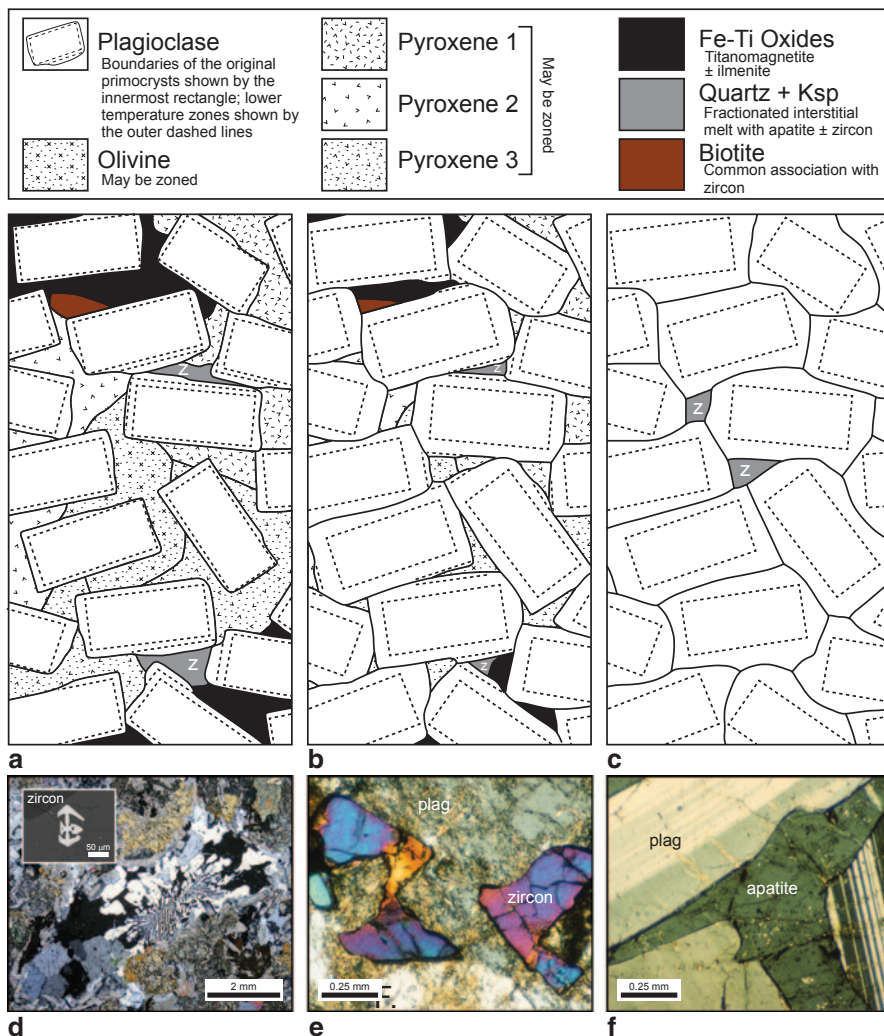 Plagioclase
Boundaries of the original
primocrysts shown by the
innermost rectangle; lower
temperature zones shown by
the outer dashed lines
Olivine
May be zoned
Pyroxene 1
Pyroxene 2
Pyroxene 3
May be zoned
Fe-Ti Oxides
Titanomagnetite
± ilmenite
Quartz + Ksp
Fractionated interstitial
melt with apatite ± zircon
Biotite
Common association with
zircon
z
z
z
z
z
z
a
b
c
zircon
50 µm
2 mm
plag
zircon
0.25 mm
plag
apatite
0.25 mm
d
e
f